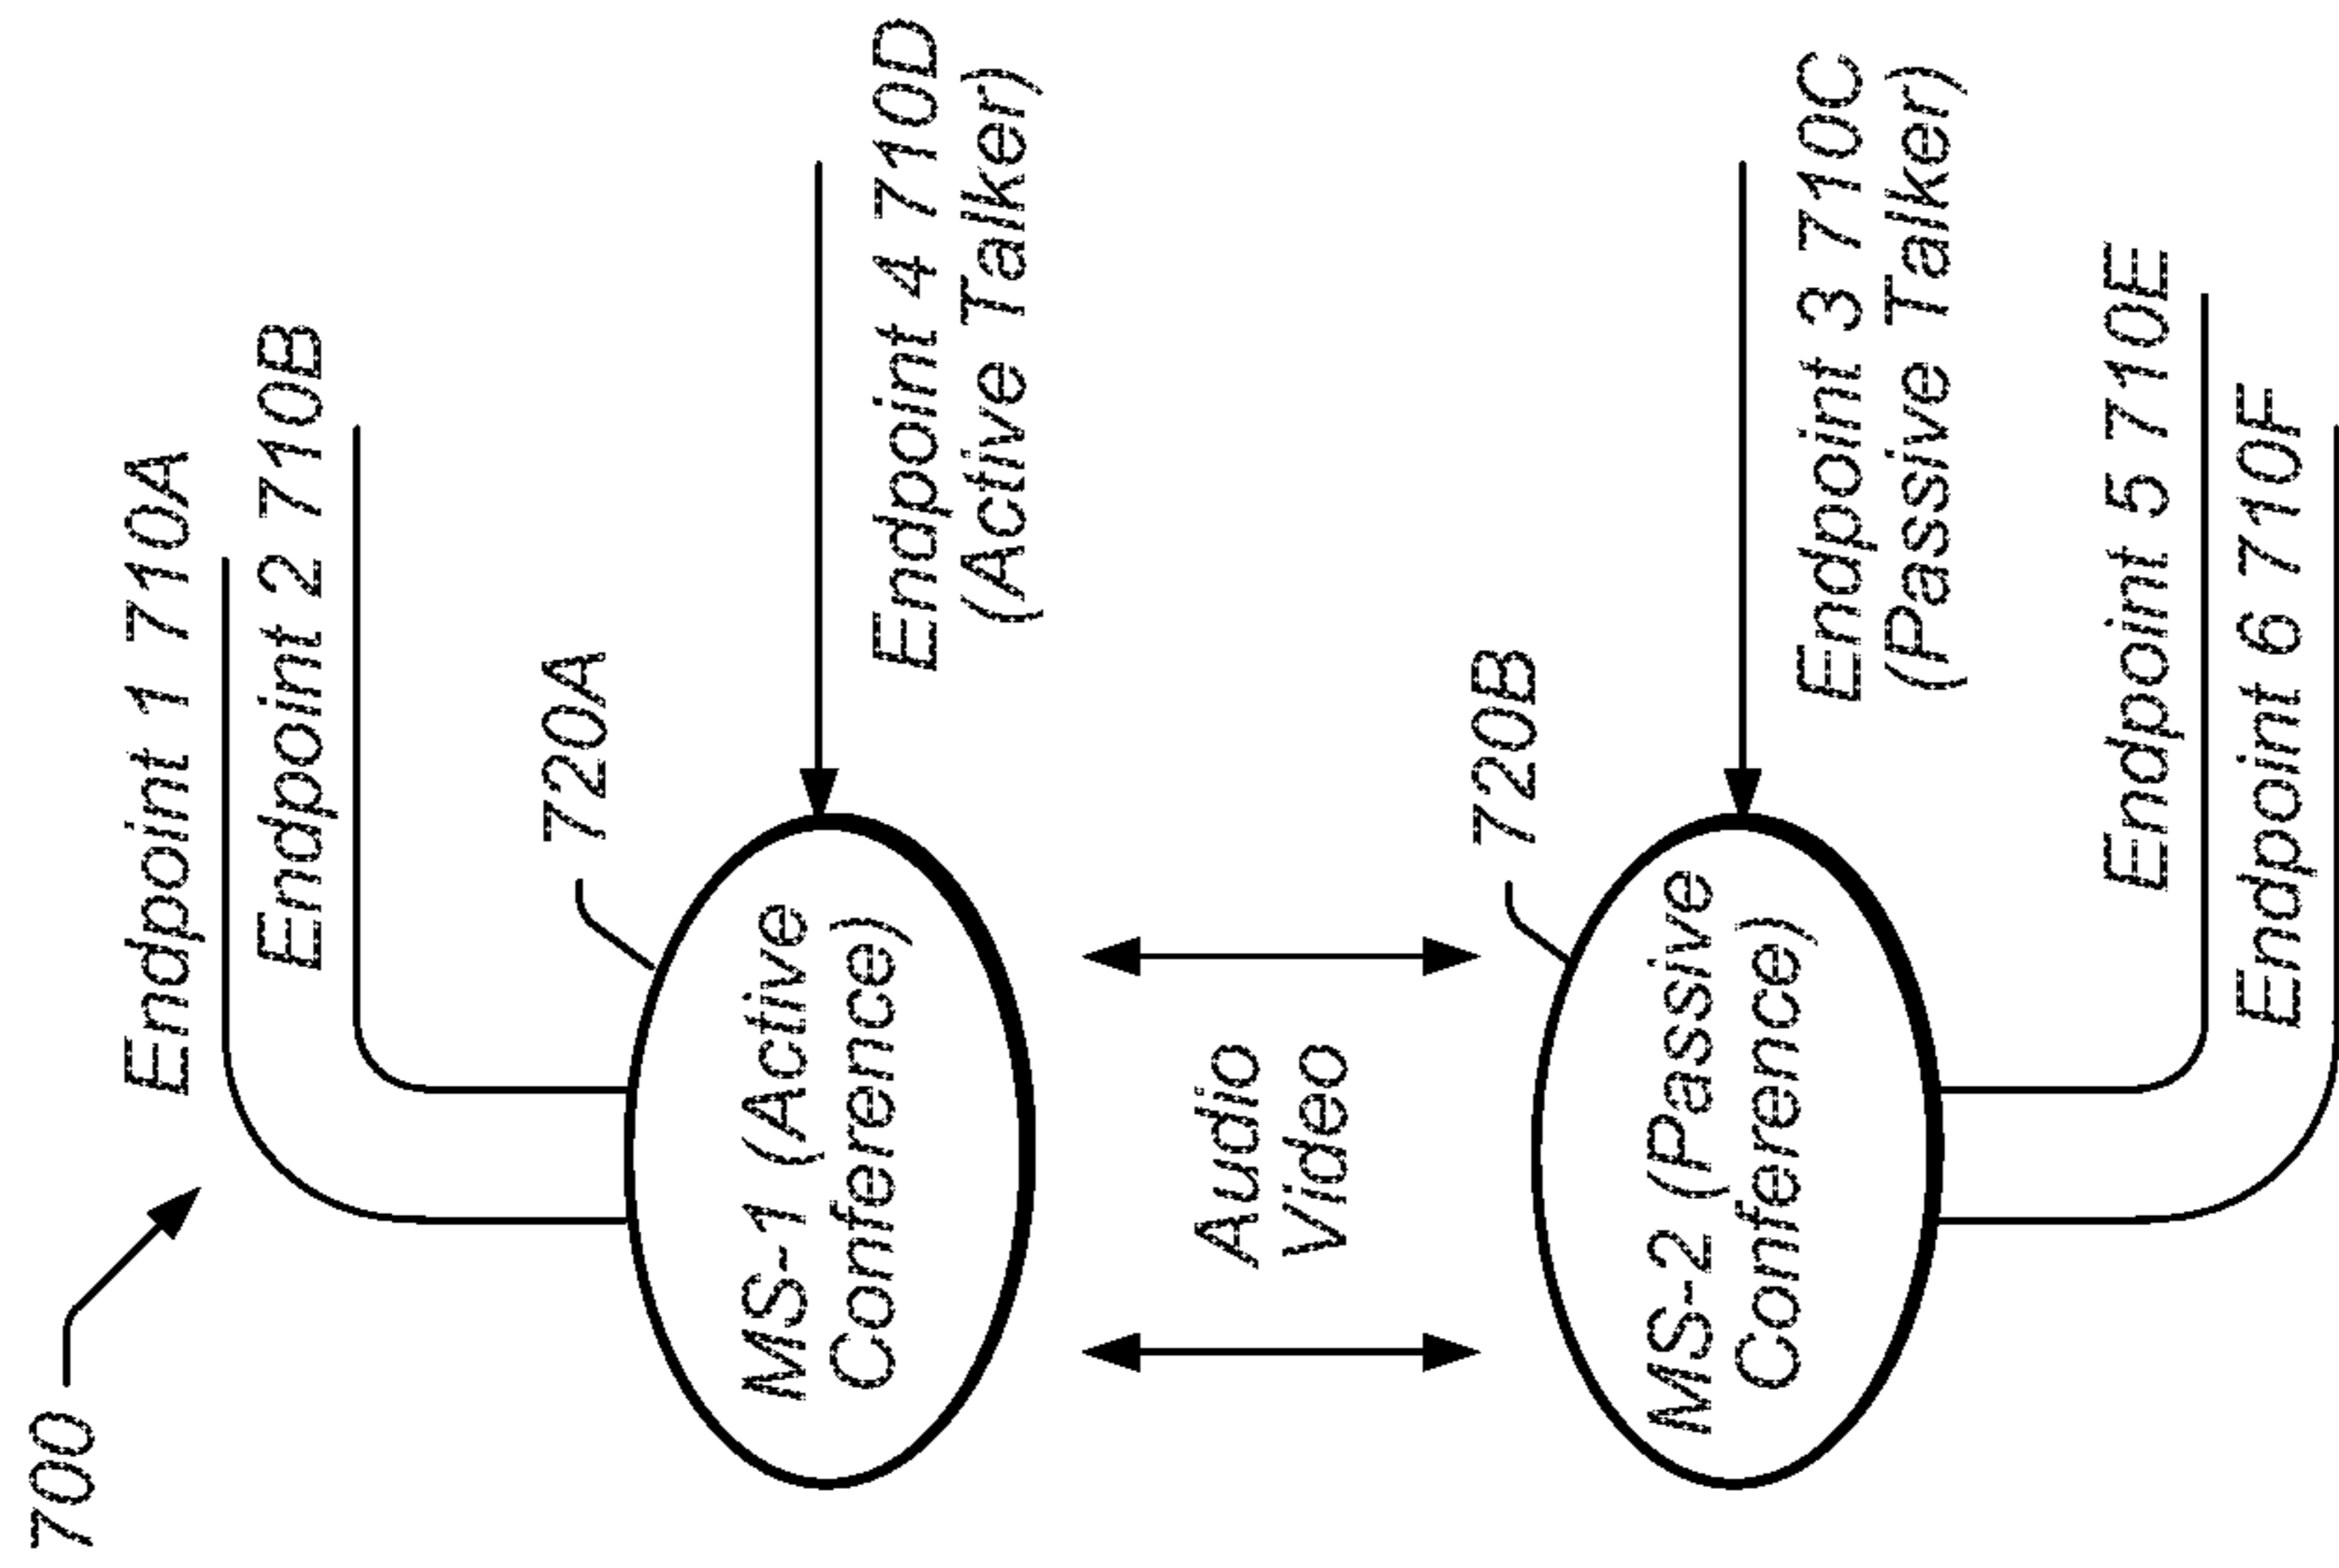 700
Endpoint 1 710A
Endpoint 2 710B
720A
MS-1 (Active
Conference)
Endpoint 4 710D
(Active Talker)
Audio
Video
720B
MS-2 (Passive
Conference)
Endpoint 3 710C
(Passive Talker)
Endpoint 5 710E
Endpoint 6 710F